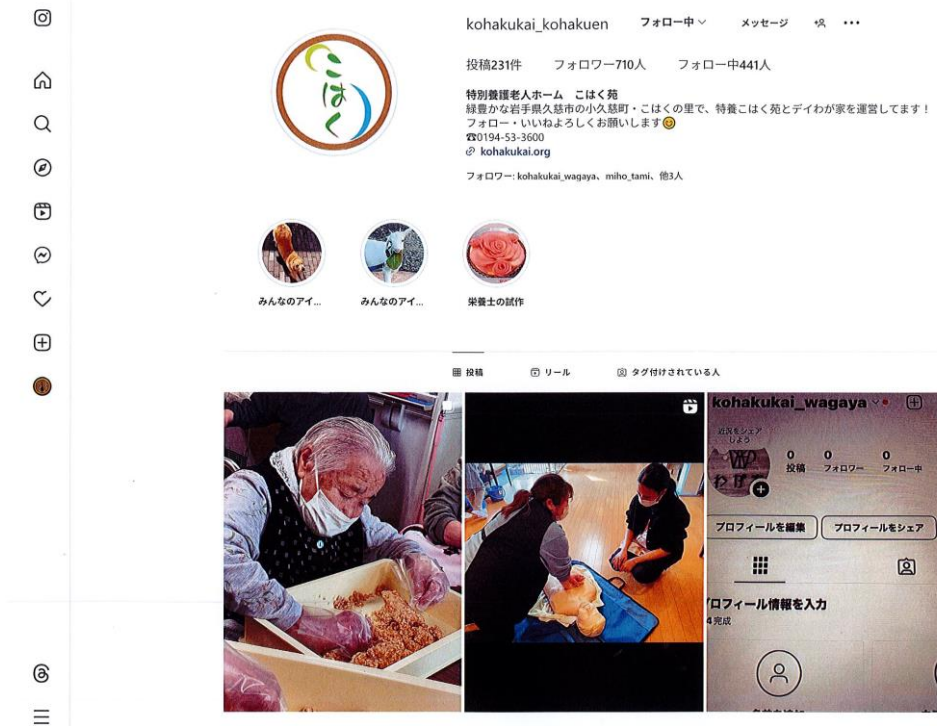 kohakukai_kohakuen フォロー中 メッセージ
投稿231件 フォロワー710人 フォロー中441人
特別養護老人ホーム こはく苑
緑豊かな岩手県久慈市の小久慈町・こはくの里で、特養こはく苑とデイわが家を運営してます！
フォロー・いいねよろしくお願いします😊
☎0194-53-3600
kohakukai.org
フォロワー: kohakukai_wagaya、miho_tami、他3人
こはく
みんなのアイ...
みんなのアイ...
栄養士の試作
投稿 リール タグ付けされている人
kohakukai_wagaya
近況をシェア
しよう
0 0 0
投稿 フォロワー フォロー中
プロフィールを編集 プロフィールをシェア
プロフィール情報を入力
4完成